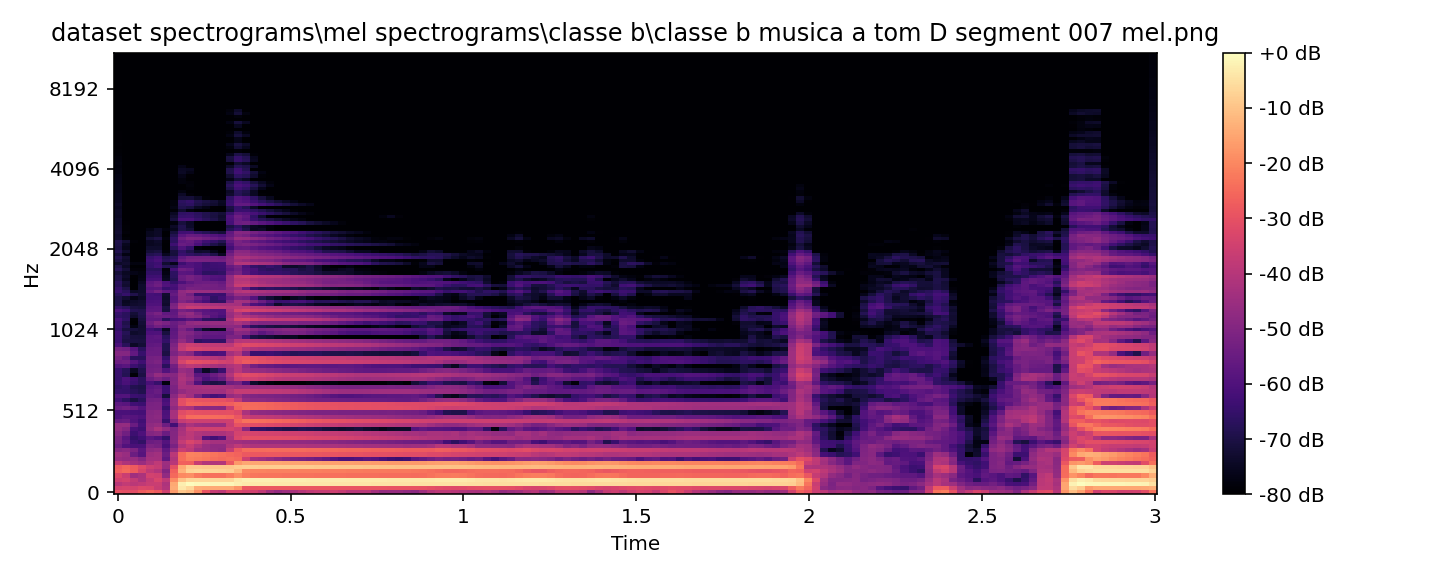 dataset spectrograms\mel spectrograms\classe b\classe b musica a tom D segment 007 mel.png
8192
4096
2048
1024
512
0
Hz
0
0.5
1
1.5
2
2.5
3
Time
+0 dB
-10 dB
-20 dB
-30 dB
-40 dB
-50 dB
-60 dB
-70 dB
-80 dB